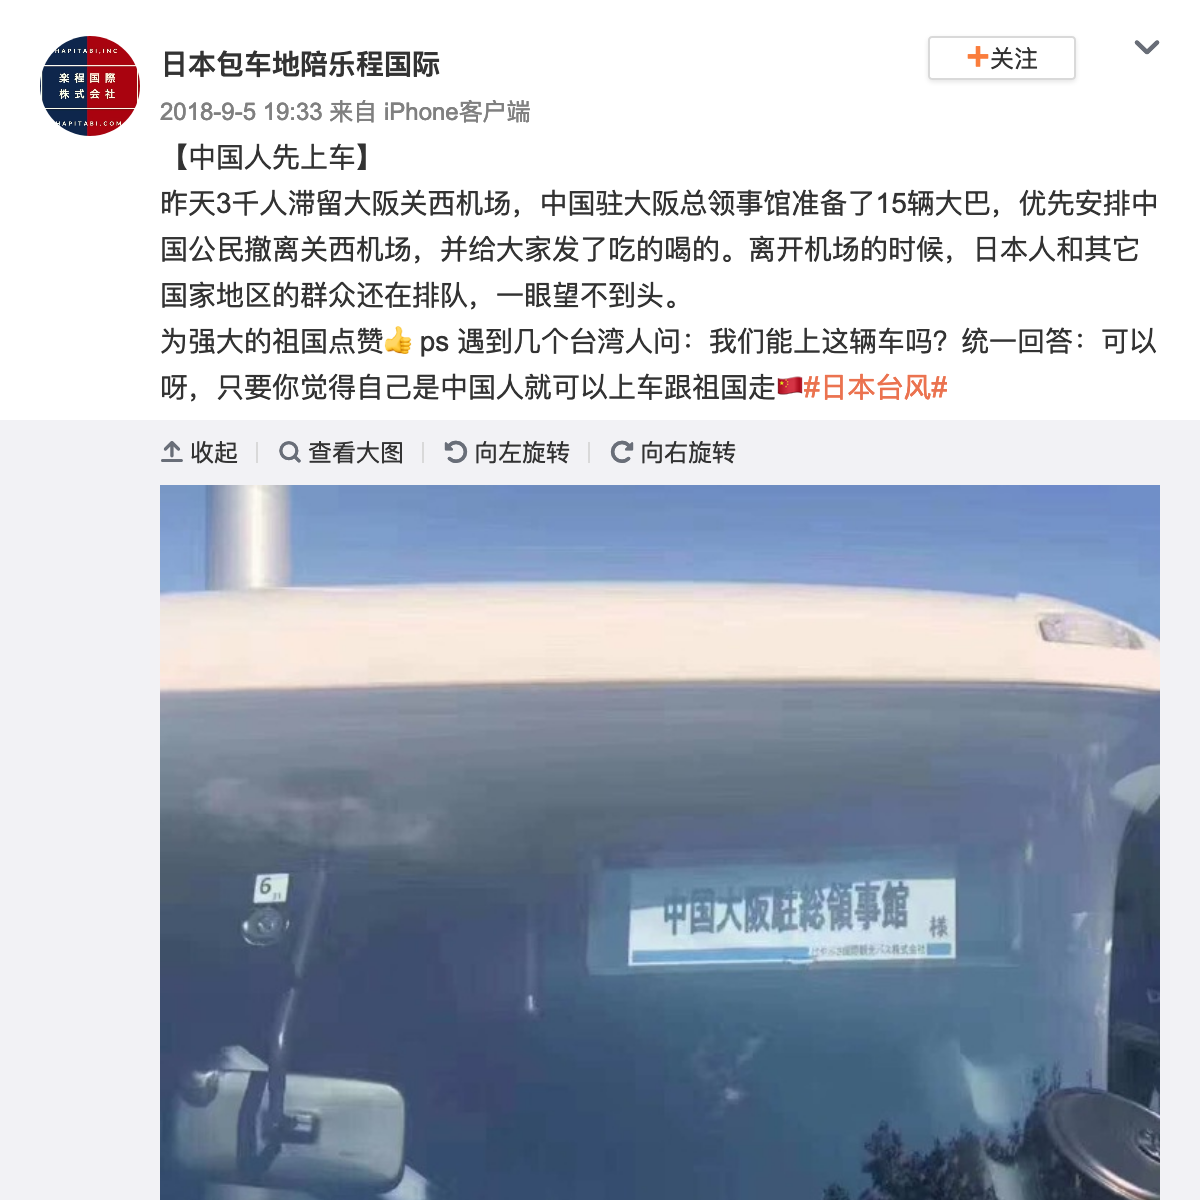 HAPITABI,INC
楽程国際
株式会社
HAPITABI.COM
日本包车地陪乐程国际
+关注
2018-9-5 19:33 来自 iPhone客户端
【中国人先上车】
昨天3千人滞留大阪关西机场，中国驻大阪总领事馆准备了15辆大巴，优先安排中
国公民撤离关西机场，并给大家发了吃的喝的。离开机场的时候，日本人和其它
国家地区的群众还在排队，一眼望不到头。
为强大的祖国点赞👍 ps 遇到几个台湾人问：我们能上这辆车吗？统一回答：可以
呀，只要你觉得自己是中国人就可以上车跟祖国走🇨🇳#日本台风#
收起 查看大图 向左旋转 向右旋转
6
中国大阪駐総領事館 様
国際観光バス株式会社